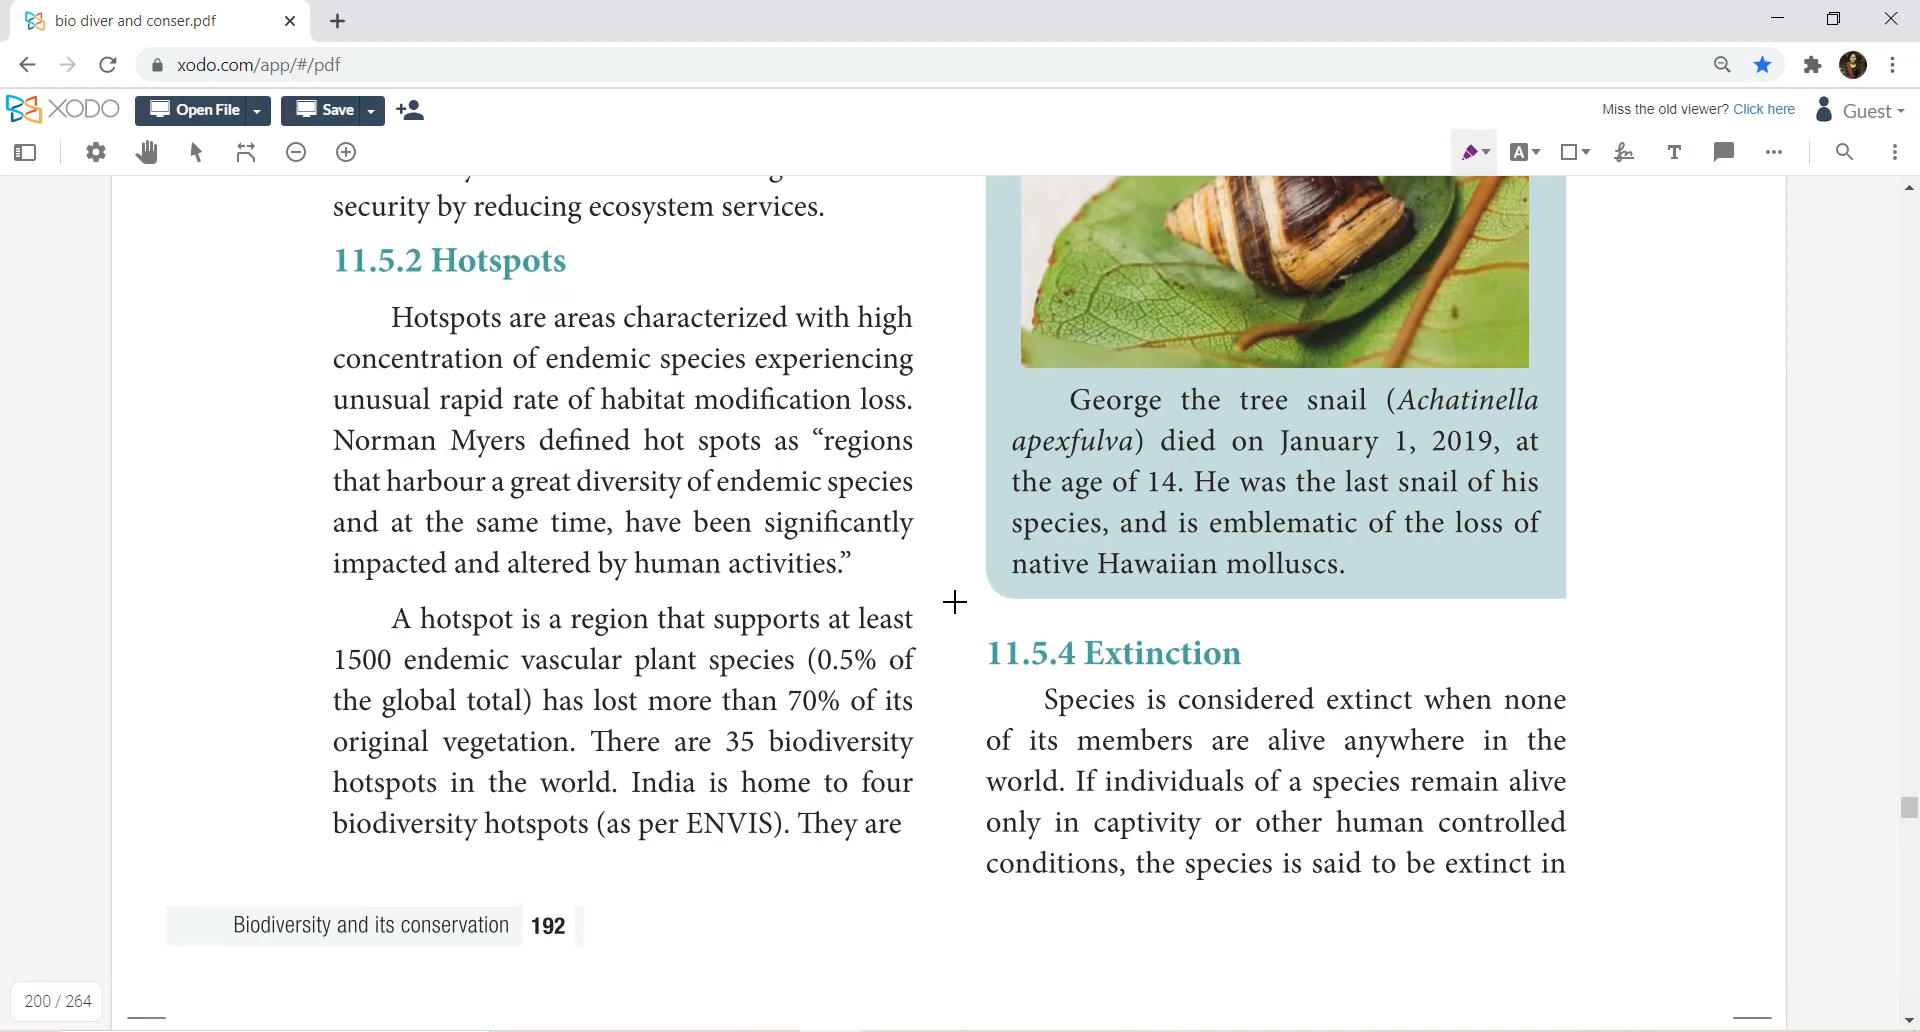 bio diver and conser.pdf
xodo.com/app/#/pdf
XODO
Open File
Save
Miss the old viewer? Click here
Guest
A
T
security by reducing ecosystem services.
11.5.2 Hotspots
Hotspots are areas characterized with high
concentration of endemic species experiencing
unusual rapid rate of habitat modification loss.
Norman Myers defined hot spots as “regions
that harbour a great diversity of endemic species
and at the same time, have been significantly
impacted and altered by human activities.”
A hotspot is a region that supports at least
1500 endemic vascular plant species (0.5% of
the global total) has lost more than 70% of its
original vegetation. There are 35 biodiversity
hotspots in the world. India is home to four
biodiversity hotspots (as per ENVIS). They are
George the tree snail (Achatinella
apexfulva) died on January 1, 2019, at
the age of 14. He was the last snail of his
species, and is emblematic of the loss of
native Hawaiian molluscs.
11.5.4 Extinction
Species is considered extinct when none
of its members are alive anywhere in the
world. If individuals of a species remain alive
only in captivity or other human controlled
conditions, the species is said to be extinct in
Biodiversity and its conservation 192
200 / 264